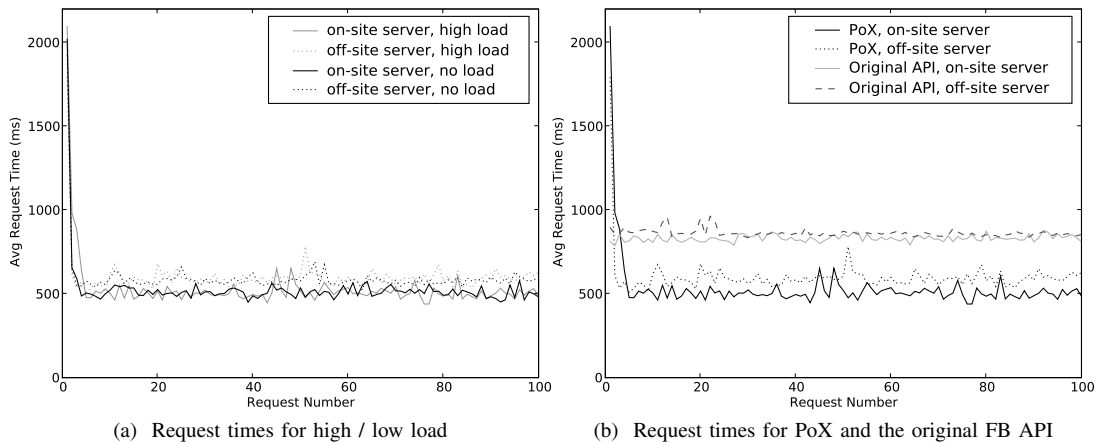 2000
1500
1000
500
0
Avg Request Time (ms)
on-site server, high load
off-site server, high load
on-site server, no load
off-site server, no load
0 20 40 60 80 100
Request Number
(a) Request times for high / low load
2000
1500
1000
500
0
Avg Request Time (ms)
PoX, on-site server
PoX, off-site server
Original API, on-site server
Original API, off-site server
0 20 40 60 80 100
Request Number
(b) Request times for PoX and the original FB API